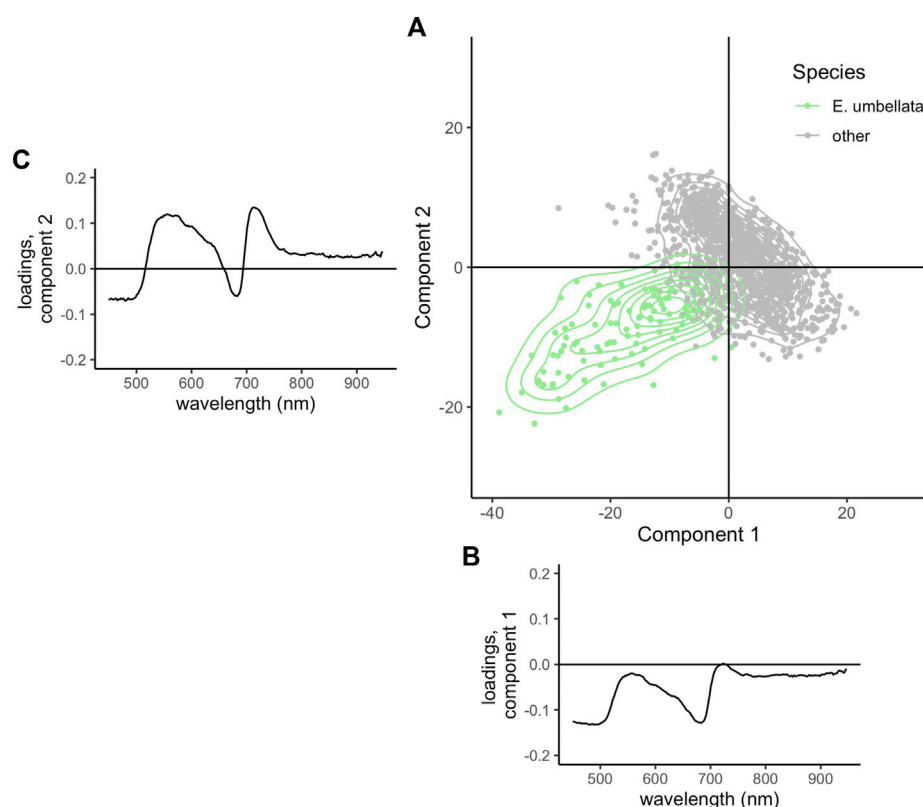 A
Species
E. umbellata
other
20
0
-20
Component 2
-40
-20
0
20
Component 1
C
0.2
0.1
0.0
-0.1
-0.2
loadings,
component 2
500
600
700
800
900
wavelength (nm)
B
0.2
0.1
0.0
-0.1
-0.2
loadings,
component 1
500
600
700
800
900
wavelength (nm)